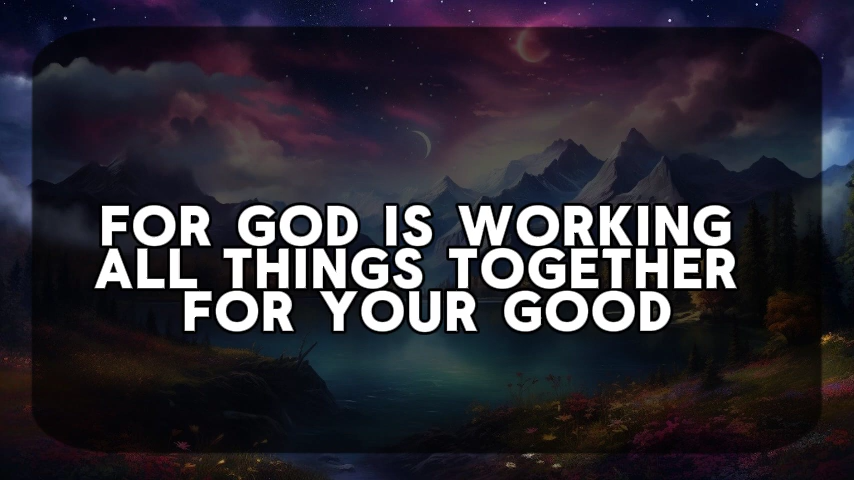 FOR GOD IS WORKING
ALL THINGS TOGETHER
FOR YOUR GOOD